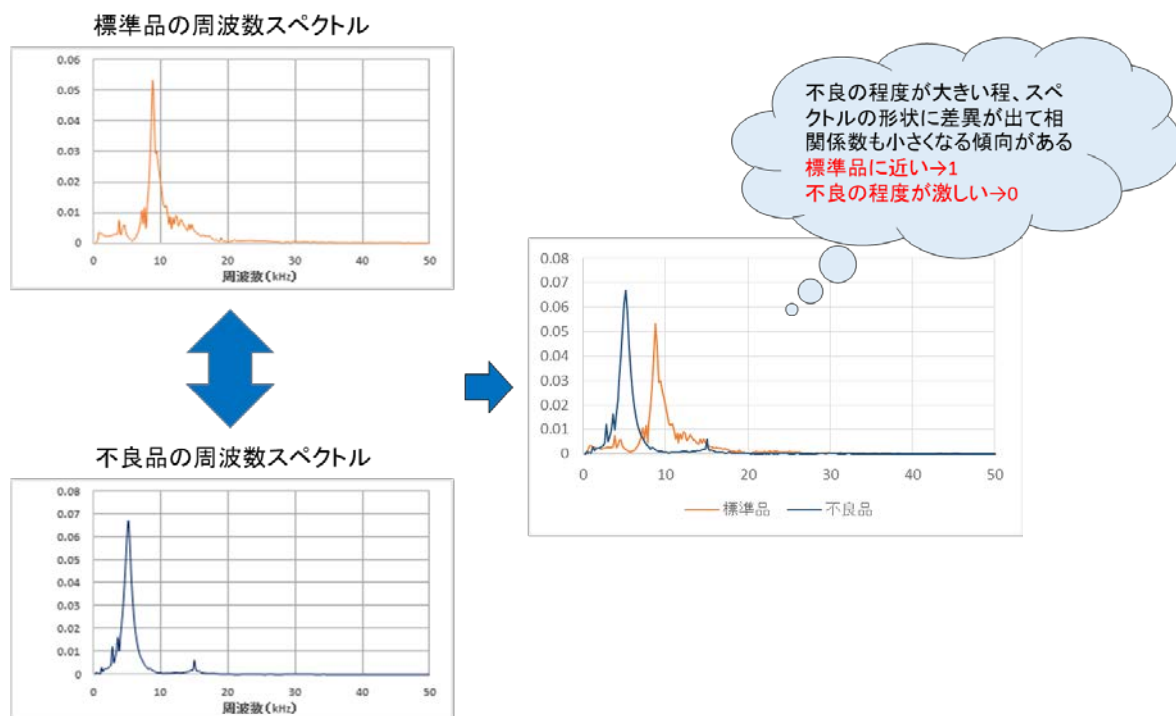 標準品の周波数スペクトル
0.06
0.05
0.04
0.03
0.02
0.01
0
0 10 20 30 40 50
周波数(kHz)
不良品の周波数スペクトル
0.08
0.07
0.06
0.05
0.04
0.03
0.02
0.01
0
0 10 20 30 40 50
周波数(kHz)
不良の程度が大きい程、スペ
クトルの形状に差異が出て相
関係数も小さくなる傾向がある
標準品に近い→1
不良の程度が激しい→0
0.08
0.07
0.06
0.05
0.04
0.03
0.02
0.01
0
0 10 20 30 40 50
標準品 不良品